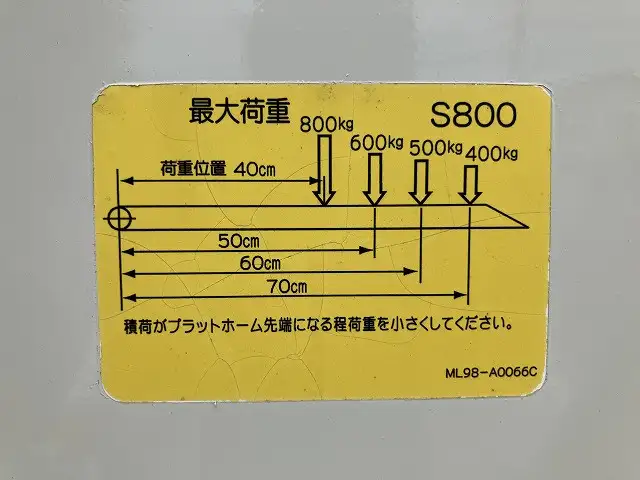 最大荷重 S800
800kg 600kg 500kg 400kg
荷重位置 40cm
50cm
60cm
70cm
積荷がプラットホーム先端になる程荷重を小さくしてください。
ML98-A0066C